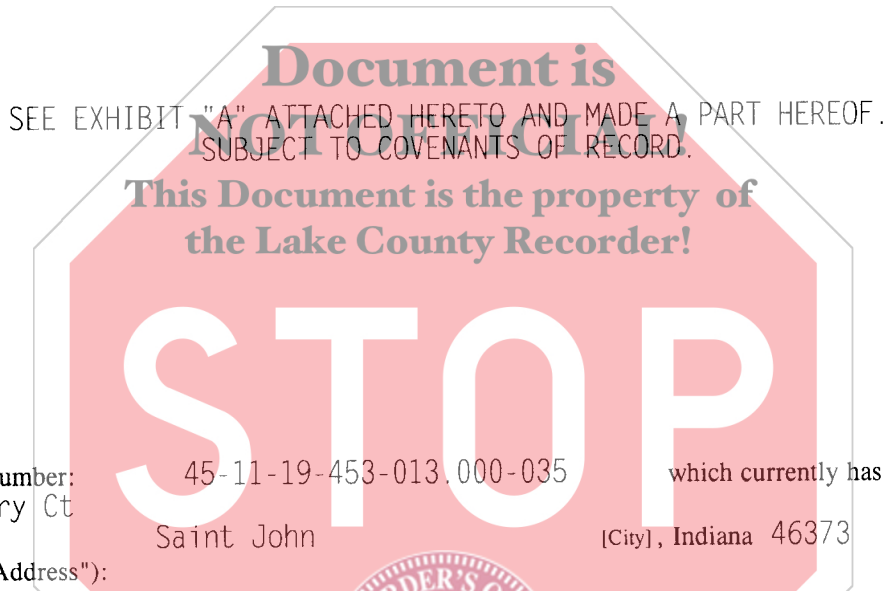 Document is
SEE EXHIBIT "A" ATTACHED HERETO AND MADE A PART HEREOF.
NOT OFFICIAL!
SUBJECT TO COVENANTS OF RECORD.
This Document is the property of
the Lake County Recorder!
STOP
umber: 45-11-19-453-013.000-035 which currently has
ry Ct
Saint John [City], Indiana 46373
Address"):
DER'S O